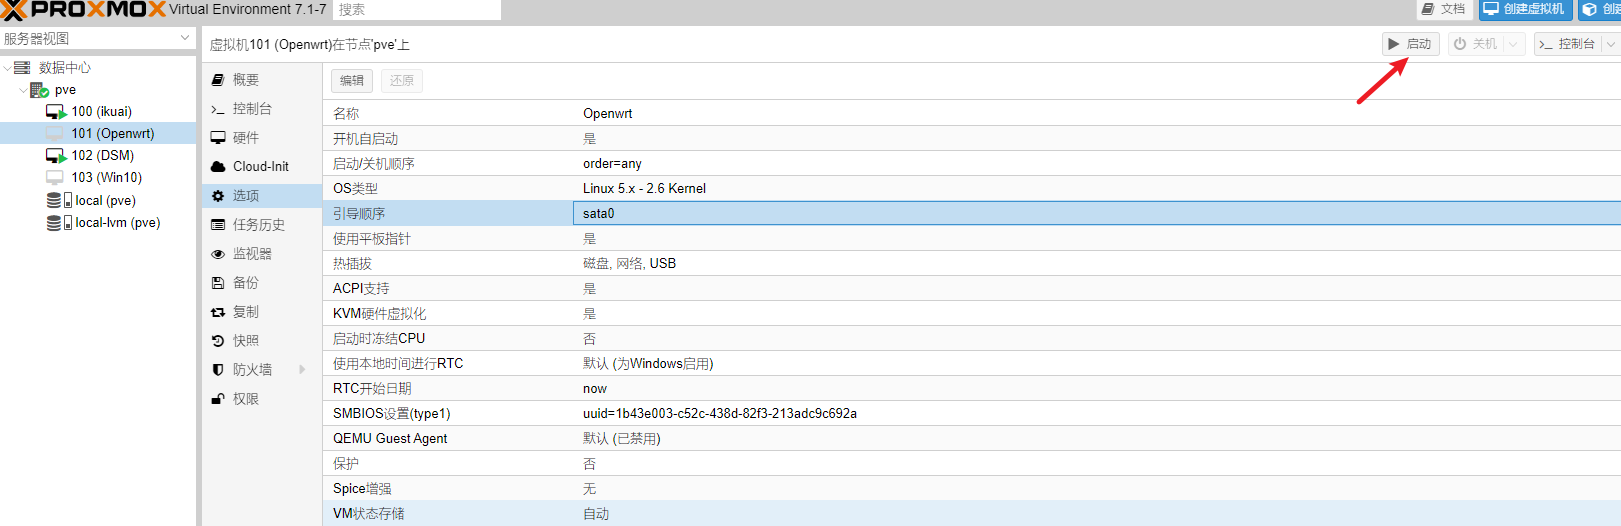 PROXMOX Virtual Environment 7.1-7 搜索 文档 创建虚拟机
服务器视图
虚拟机101 (Openwrt)在节点'pve'上 启动 关机 控制台
数据中心
pve
100 (ikuai)
101 (Openwrt)
102 (DSM)
103 (Win10)
local (pve)
local-lvm (pve)
概要
控制台
硬件
Cloud-Init
选项
任务历史
监视器
备份
复制
快照
防火墙
权限
编辑 还原
名称 Openwrt
开机自启动 是
启动/关机顺序 order=any
OS类型 Linux 5.x - 2.6 Kernel
引导顺序 sata0
使用平板指针 是
热插拔 磁盘, 网络, USB
ACPI支持 是
KVM硬件虚拟化 是
启动时冻结CPU 否
使用本地时间进行RTC 默认 (为Windows启用)
RTC开始日期 now
SMBIOS设置(type1) uuid=1b43e003-c52c-438d-82f3-213adc9c692a
QEMU Guest Agent 默认 (已禁用)
保护 否
Spice增强 无
VM状态存储 自动